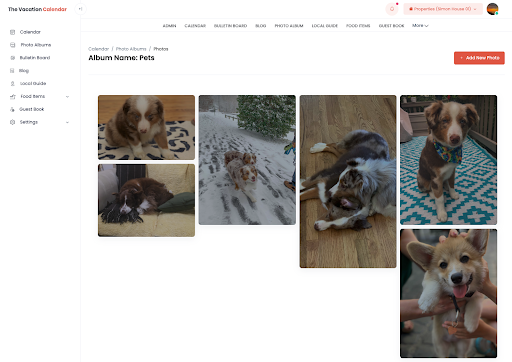 The Vacation Calendar
Properties (Simon House 10)
ADMIN CALENDAR BULLETIN BOARD BLOG PHOTO ALBUM LOCAL GUIDE FOOD ITEMS GUEST BOOK More
Calendar
Photo Albums
Bulletin Board
Blog
Local Guide
Food Items
Guest Book
Settings
Calendar / Photo Albums / Photos
Album Name: Pets
+ Add New Photo